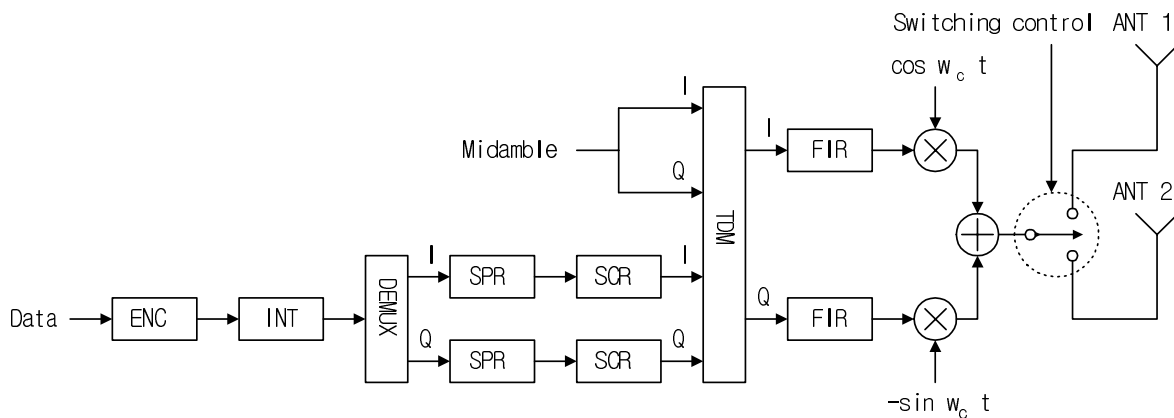 Switching control ANT 1
cos w_c t
I
I
Midamble
FIR
Q
ANT 2
TDM
I
I
SPR
SCR
DEMUX
Q
Data
ENC
INT
FIR
Q
Q
SPR
SCR
-sin w_c t